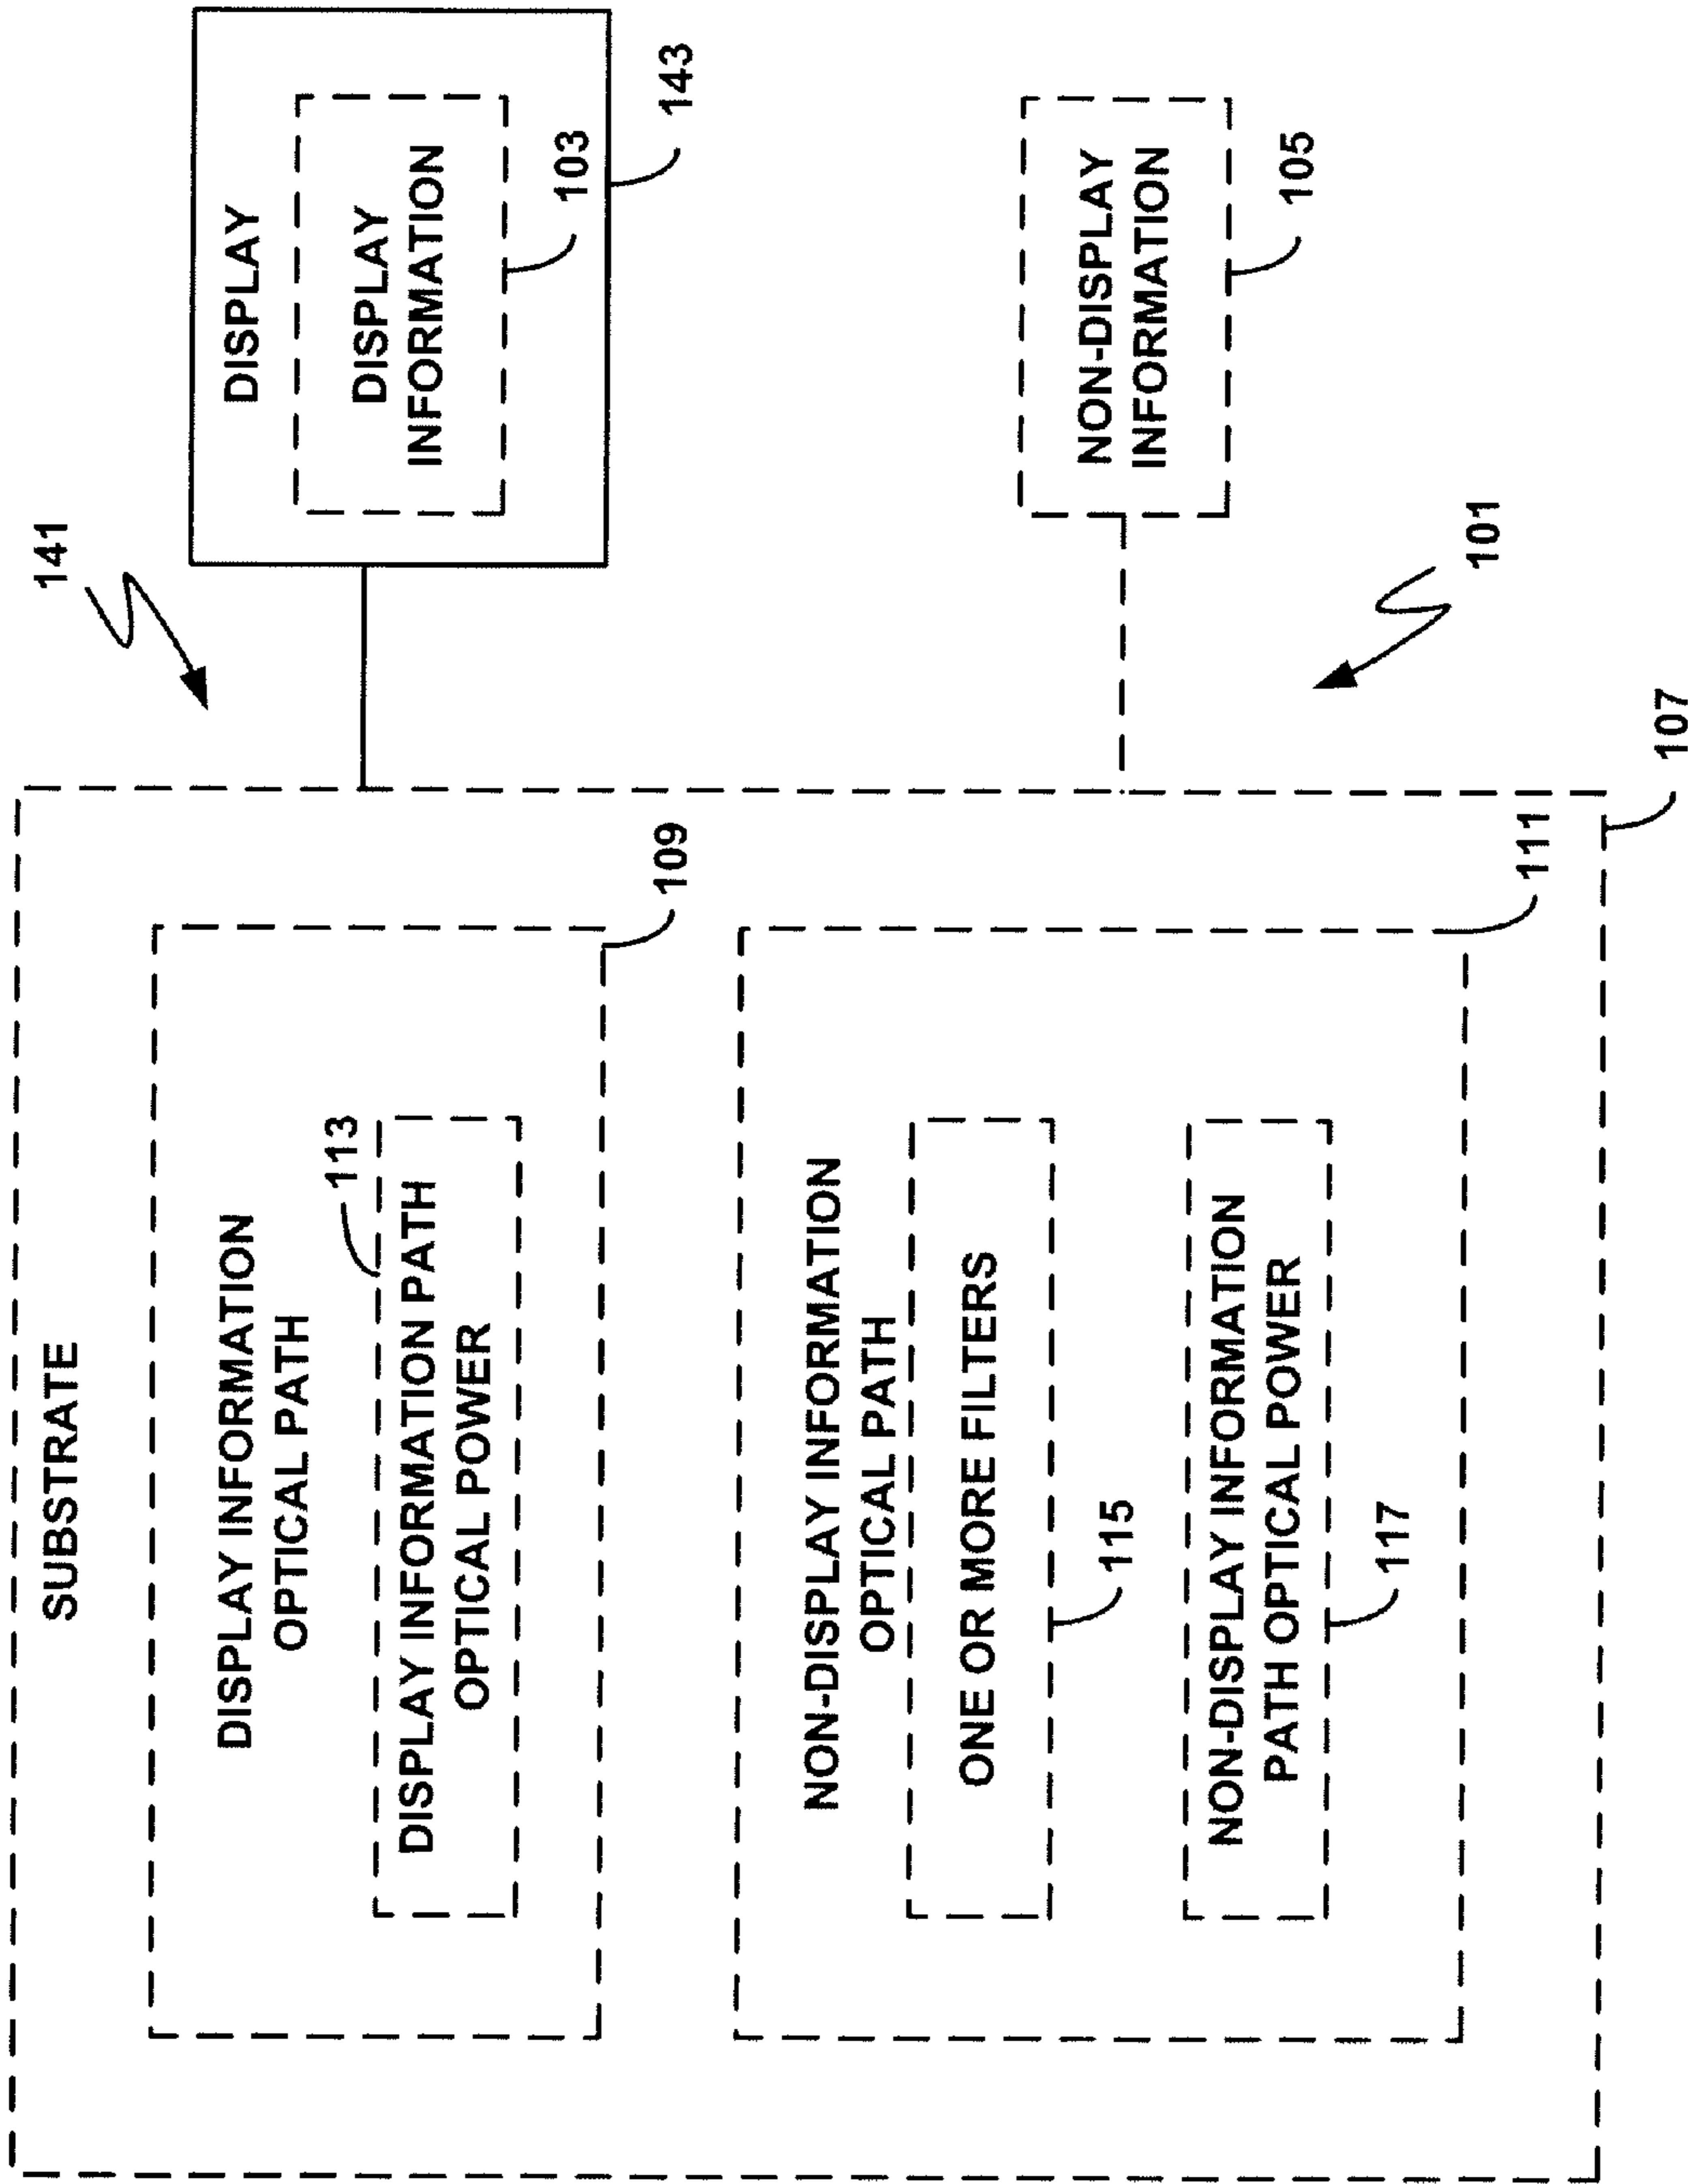 SUBSTRATE
DISPLAY INFORMATION
OPTICAL PATH
113
DISPLAY INFORMATION PATH
OPTICAL POWER
109
NON-DISPLAY INFORMATION
OPTICAL PATH
ONE OR MORE FILTERS
115
NON-DISPLAY INFORMATION
PATH OPTICAL POWER
117
111
107
141
DISPLAY
DISPLAY
INFORMATION
103
143
NON-DISPLAY
INFORMATION
105
101